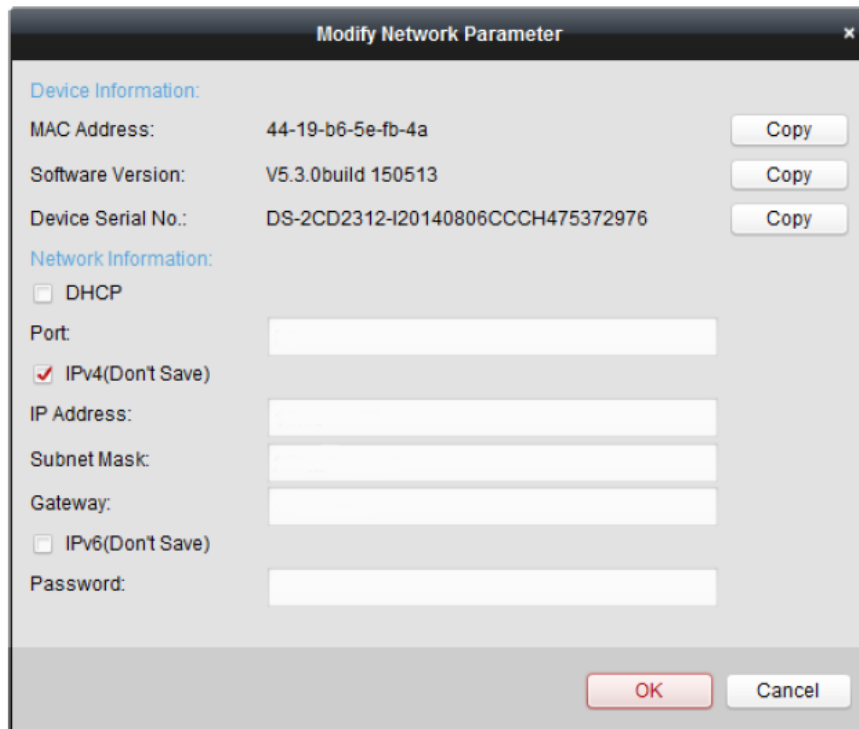 Modify Network Parameter ×
Device Information:
MAC Address: 44-19-b6-5e-fb-4a Copy
Software Version: V5.3.0build 150513 Copy
Device Serial No.: DS-2CD2312-I20140806CCCH475372976 Copy
Network Information:
DHCP
Port:
IPv4(Don't Save)
IP Address:
Subnet Mask:
Gateway:
IPv6(Don't Save)
Password:
OK Cancel